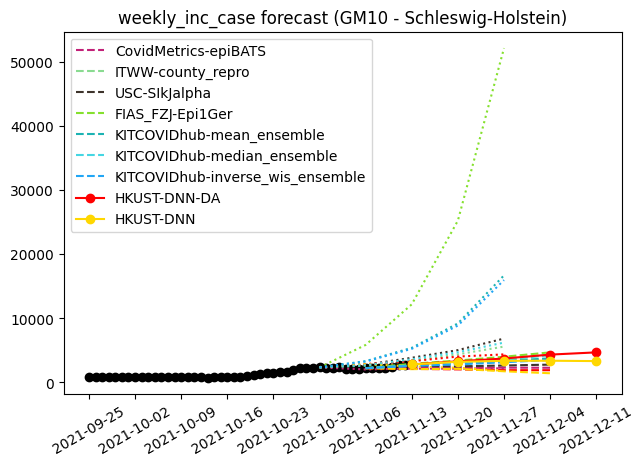 weekly_inc_case forecast (GM10 - Schleswig-Holstein)
50000
40000
30000
20000
10000
0
CovidMetrics-epiBATS
ITWW-county_repro
USC-SIkJalpha
FIAS_FZJ-Epi1Ger
KITCOVIDhub-mean_ensemble
KITCOVIDhub-median_ensemble
KITCOVIDhub-inverse_wis_ensemble
HKUST-DNN-DA
HKUST-DNN
2021-09-25
2021-10-02
2021-10-09
2021-10-16
2021-10-23
2021-10-30
2021-11-06
2021-11-13
2021-11-20
2021-11-27
2021-12-04
2021-12-11